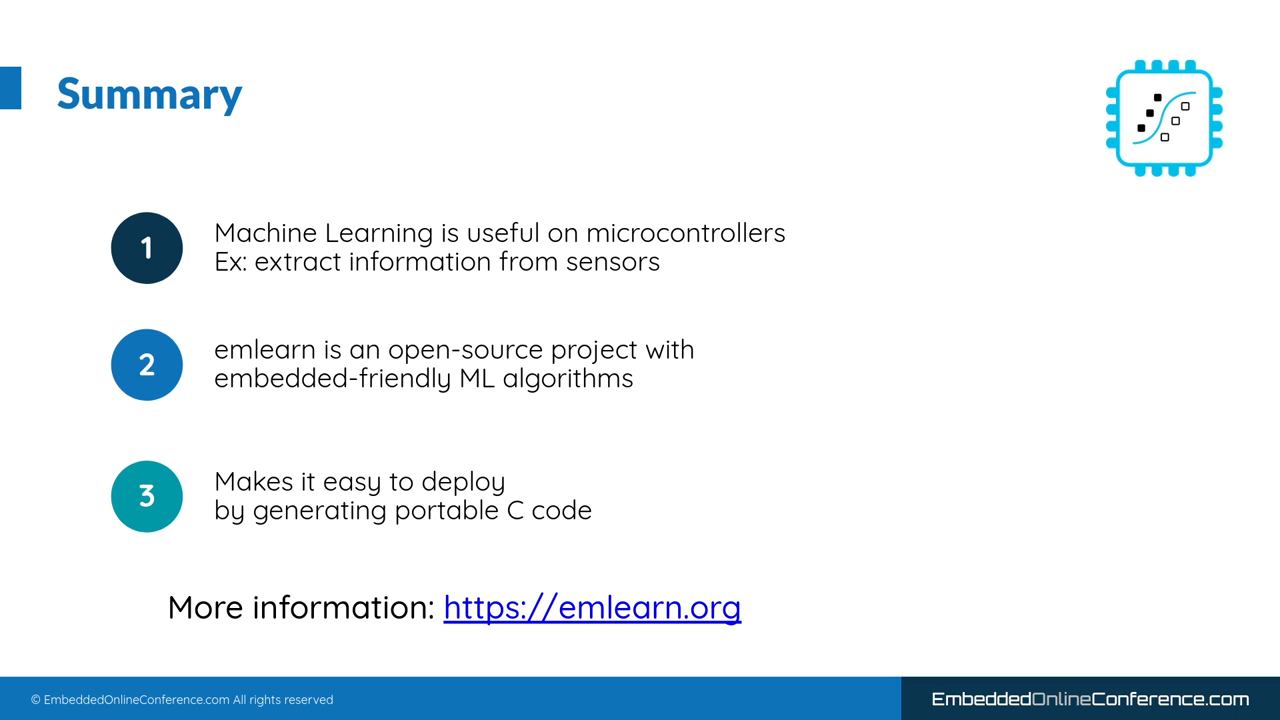 Summary
1
Machine Learning is useful on microcontrollers
Ex: extract information from sensors
2
emlearn is an open-source project with
embedded-friendly ML algorithms
3
Makes it easy to deploy
by generating portable C code
More information: https://emlearn.org
© EmbeddedOnlineConference.com All rights reserved
EmbeddedOnlineConference.com